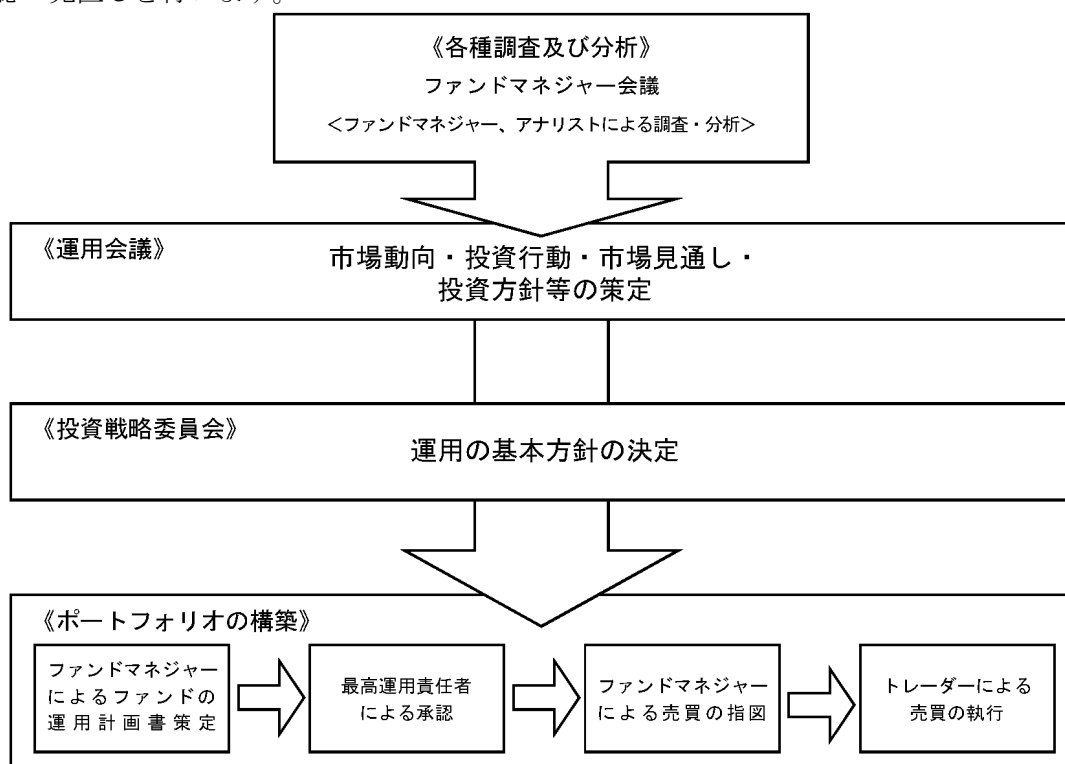 見直しを行います。
《各種調査及び分析》
ファンドマネジャー会議
<ファンドマネジャー、アナリストによる調査・分析>
《運用会議》
市場動向・投資行動・市場見通し・
投資方針等の策定
《投資戦略委員会》
運用の基本方針の決定
《ポートフォリオの構築》
ファンドマネジャー
によるファンドの
運用計画書策定
最高運用責任者
による承認
ファンドマネジャー
による売買の指図
トレーダーによる
売買の執行